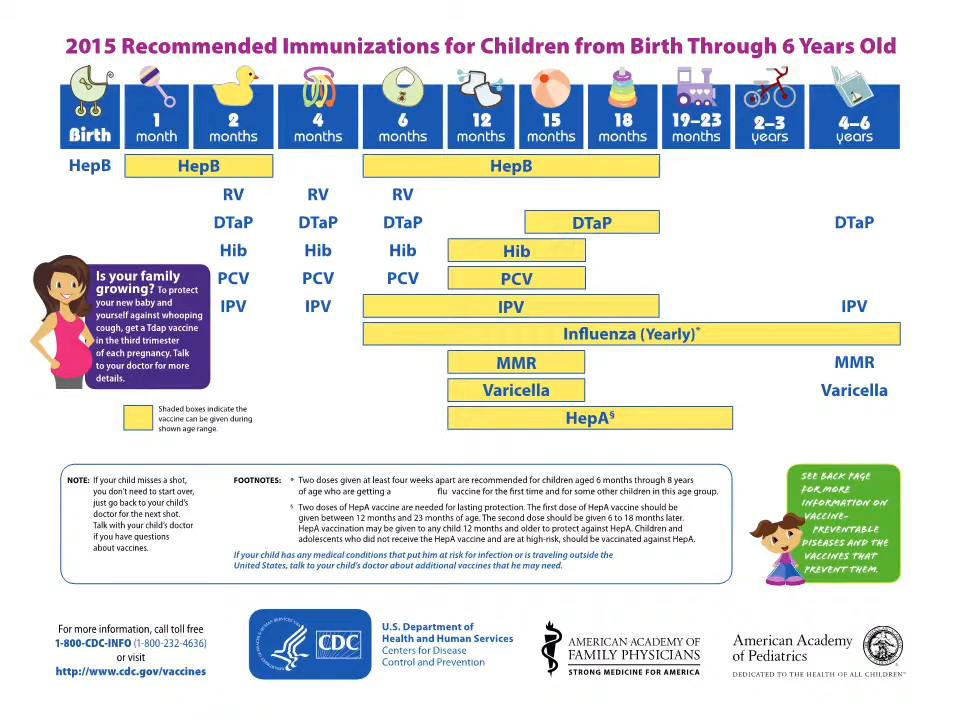 2015 Recommended Immunizations for Children from Birth Through 6 Years Old
Birth
1 month
2 months
4 months
6 months
12 months
15 months
18 months
19–23 months
2–3 years
4–6 years
HepB HepB HepB
RV RV RV
DTaP DTaP DTaP DTaP DTaP
Hib Hib Hib Hib
PCV PCV PCV PCV
IPV IPV IPV IPV
Influenza (Yearly)*
MMR MMR
Varicella Varicella
HepA§
Is your family
growing? To protect
your new baby and
yourself against whooping
cough, get a Tdap vaccine
in the third trimester
of each pregnancy. Talk
to your doctor for more
details.
Shaded boxes indicate the
vaccine can be given during
shown age range.
NOTE: If your child misses a shot,
you don't need to start over,
just go back to your child's
doctor for the next shot.
Talk with your child's doctor
if you have questions
about vaccines.
FOOTNOTES: * Two doses given at least four weeks apart are recommended for children aged 6 months through 8 years
of age who are getting a flu vaccine for the first time and for some other children in this age group.
§ Two doses of HepA vaccine are needed for lasting protection. The first dose of HepA vaccine should be
given between 12 months and 23 months of age. The second dose should be given 6 to 18 months later.
HepA vaccination may be given to any child 12 months and older to protect against HepA. Children and
adolescents who did not receive the HepA vaccine and are at high-risk, should be vaccinated against HepA.
If your child has any medical conditions that put him at risk for infection or is traveling outside the
United States, talk to your child's doctor about additional vaccines that he may need.
SEE BACK PAGE
FOR MORE
INFORMATION ON
VACCINE-
PREVENTABLE
DISEASES AND THE
VACCINES THAT
PREVENT THEM.
For more information, call toll free
1-800-CDC-INFO (1-800-232-4636)
or visit
http://www.cdc.gov/vaccines
CDC
U.S. Department of
Health and Human Services
Centers for Disease
Control and Prevention
AMERICAN ACADEMY OF
FAMILY PHYSICIANS
STRONG MEDICINE FOR AMERICA
American Academy
of Pediatrics
DEDICATED TO THE HEALTH OF ALL CHILDREN™